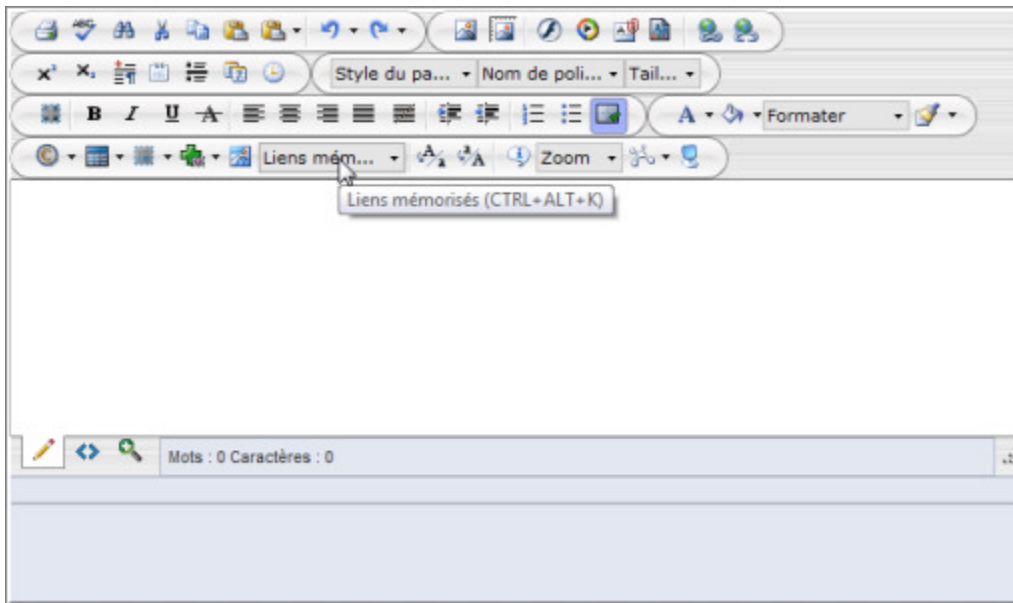 Style du pa... Nom de poli... Tail...
B I U A A Formater
Liens mém... Zoom
Liens mémorisés (CTRL+ALT+K)
Mots : 0 Caractères : 0